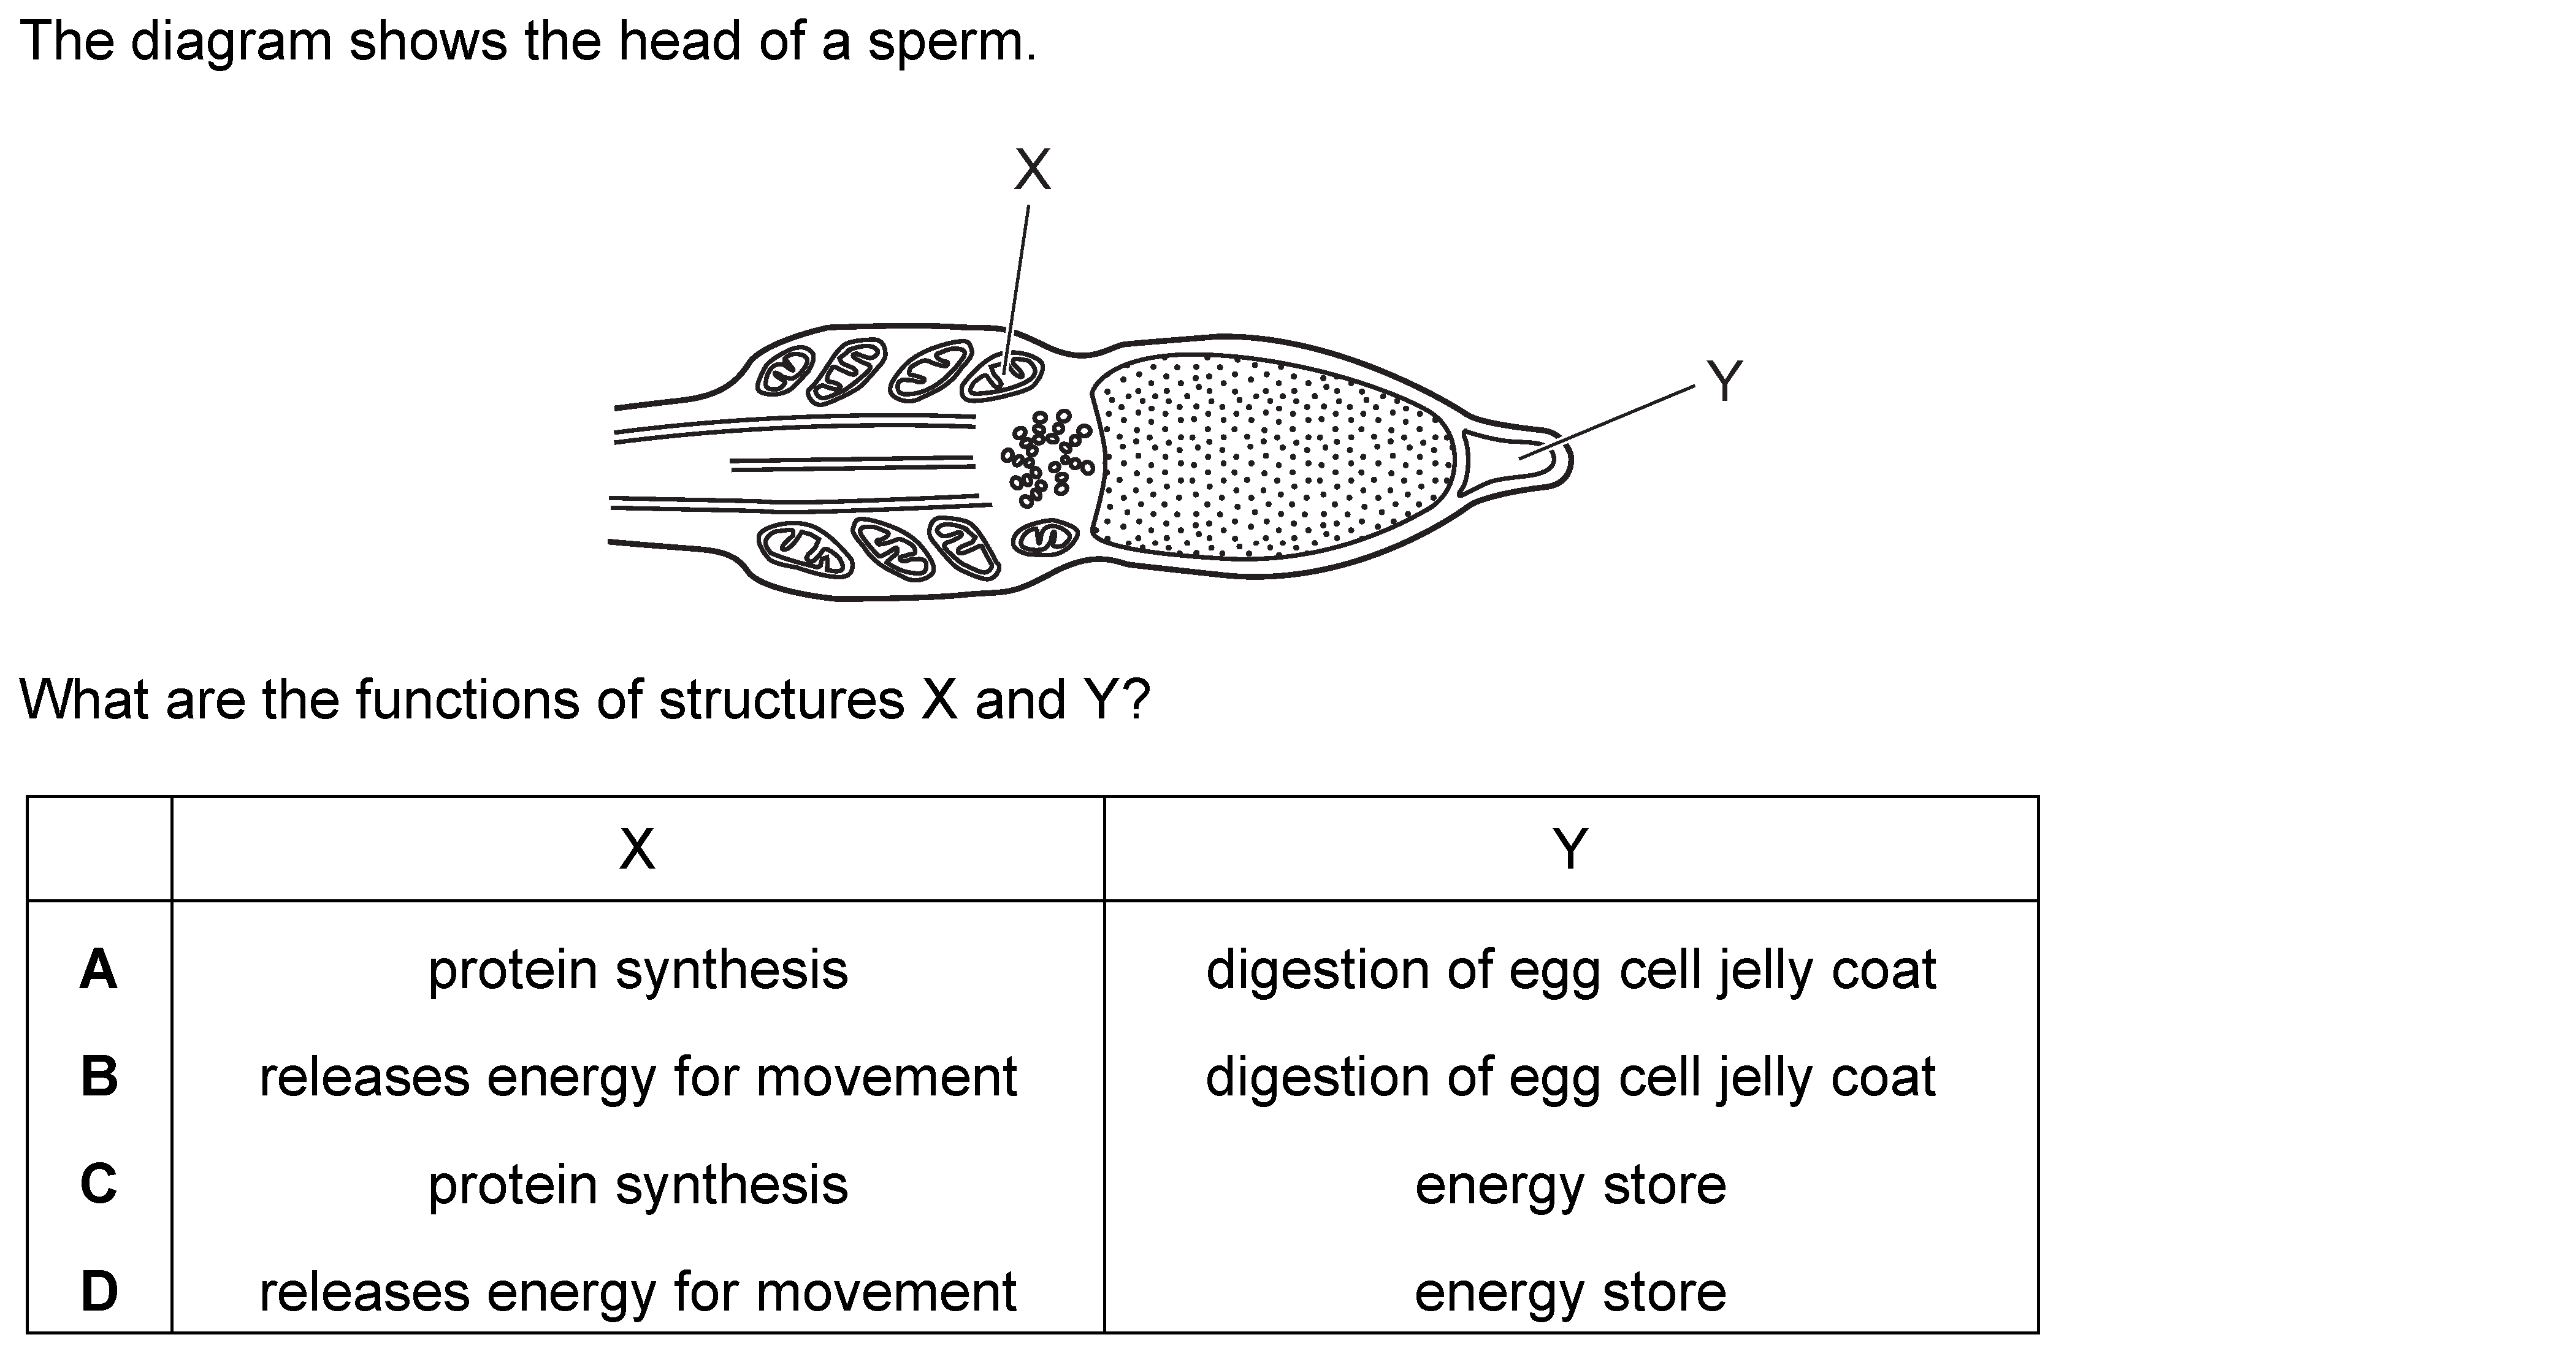 The diagram shows the head of a sperm.
X
Y
What are the functions of structures X and Y?
X Y
A protein synthesis digestion of egg cell jelly coat
B releases energy for movement digestion of egg cell jelly coat
C protein synthesis energy store
D releases energy for movement energy store